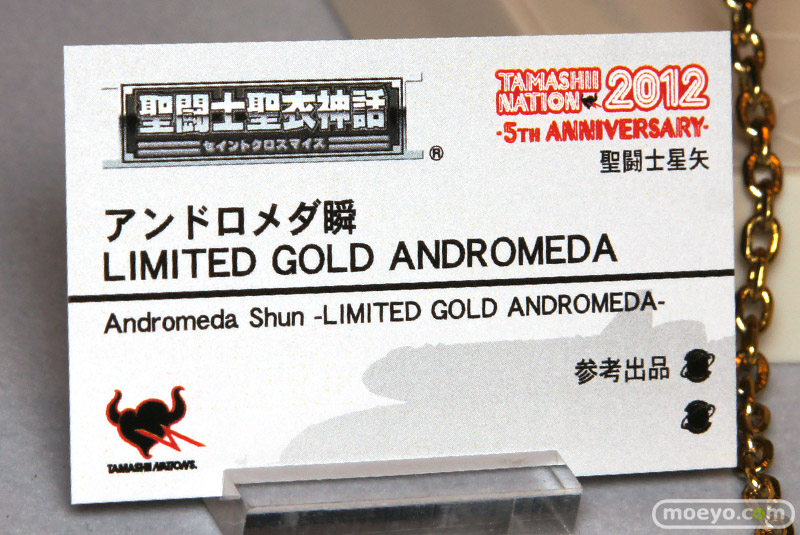 聖闘士聖衣神話
セイントクロスマイス
®
TAMASHII
NATION 2012
-5TH ANNIVERSARY-
聖闘士星矢
アンドロメダ瞬
LIMITED GOLD ANDROMEDA
Andromeda Shun -LIMITED GOLD ANDROMEDA-
参考出品
TAMASHII NATIONS.
moeyo.com